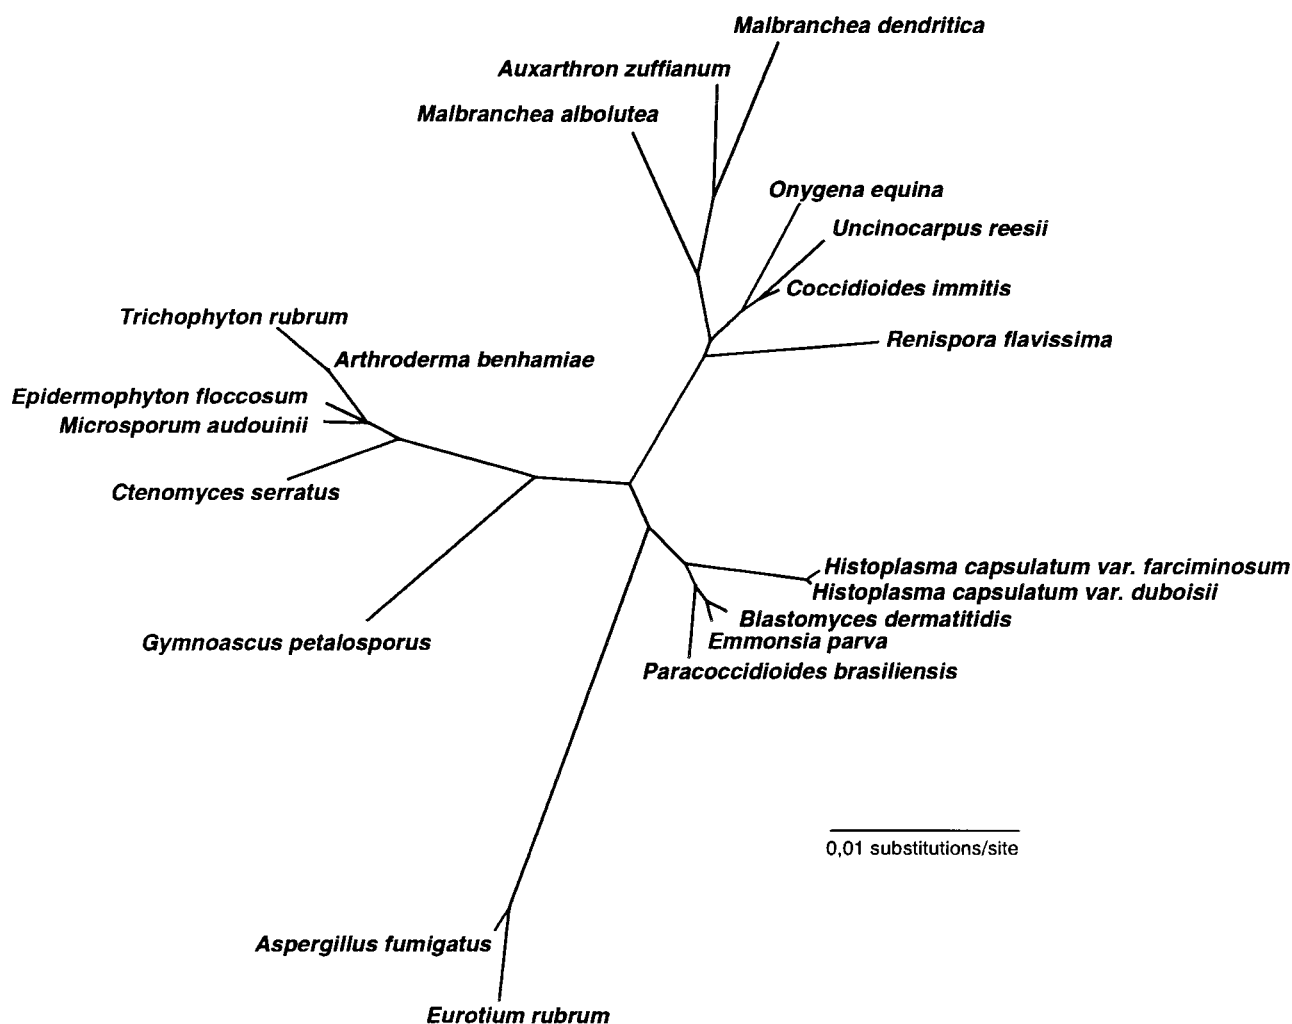 Malbranchea dendritica
Auxarthron zuffianum
Malbranchea albolutea
Onygena equina
Uncinocarpus reesii
Coccidioides immitis
Trichophyton rubrum
Renispora flavissima
Arthroderma benhamiae
Epidermophyton floccosum
Microsporum audouinii
Ctenomyces serratus
Histoplasma capsulatum var. farciminosum
Histoplasma capsulatum var. duboisii
Blastomyces dermatitidis
Emmonsia parva
Gymnoascus petalosporus
Paracoccidioides brasiliensis
0,01 substitutions/site
Aspergillus fumigatus
Eurotium rubrum